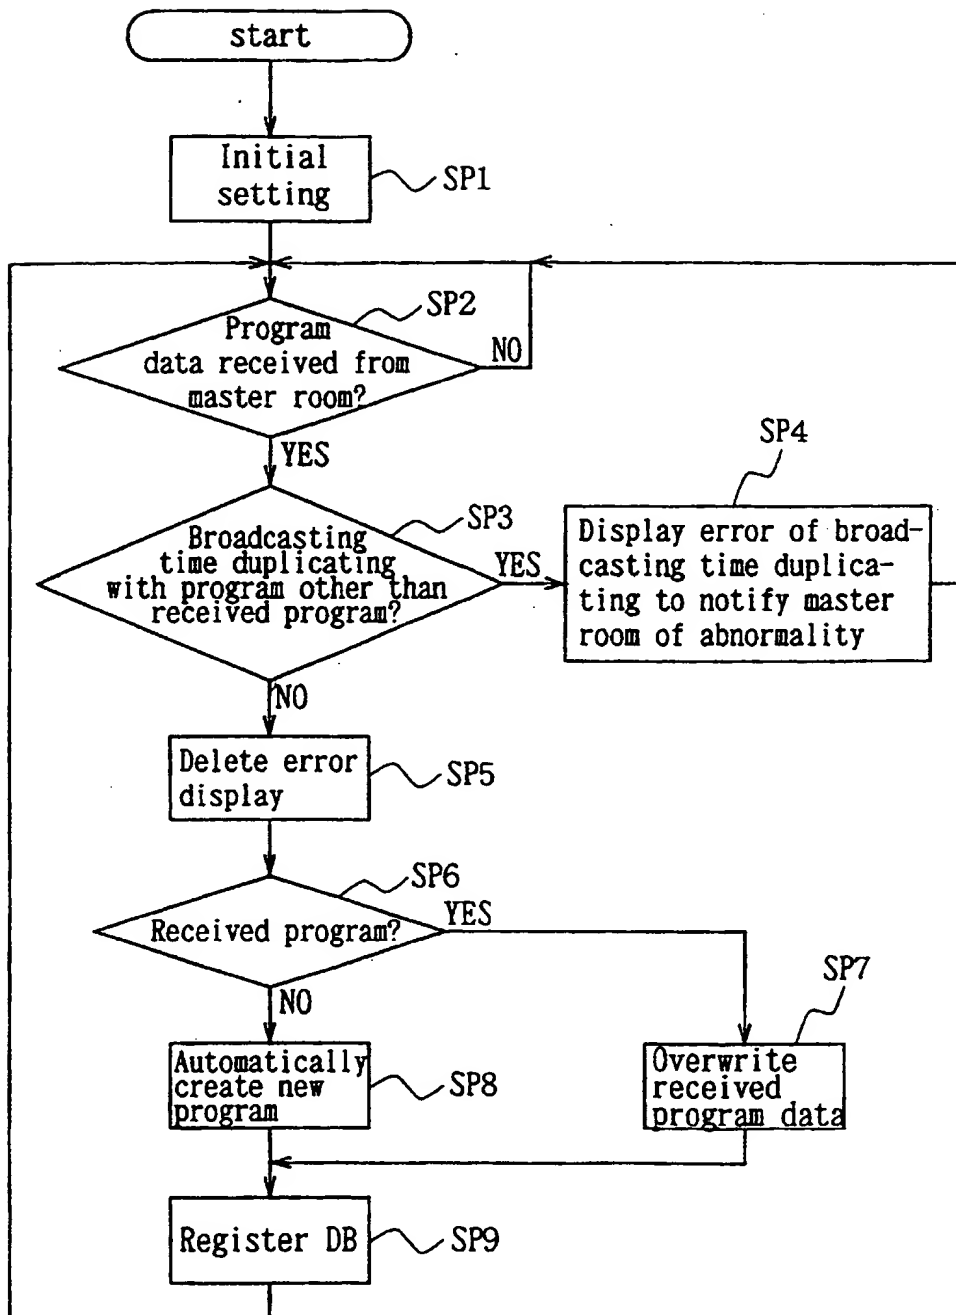 start
Initial
setting
SP1
SP2
Program
data received from
master room?
NO
YES
SP4
SP3
Broadcasting
time duplicating
with program other than
received program?
YES
Display error of broad-
casting time duplica-
ting to notify master
room of abnormality
NO
Delete error
display
SP5
SP6
Received program?
YES
NO
SP7
Automatically
create new
program
SP8
Overwrite
received
program data
Register DB
SP9